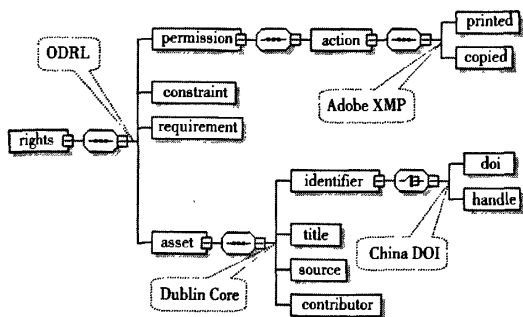 printed
permission
action
ODRL
copied
constraint
Adobe XMP
requirement
rights
doi
identifier
handle
title
asset
China DOI
source
Dublin Core
contributor